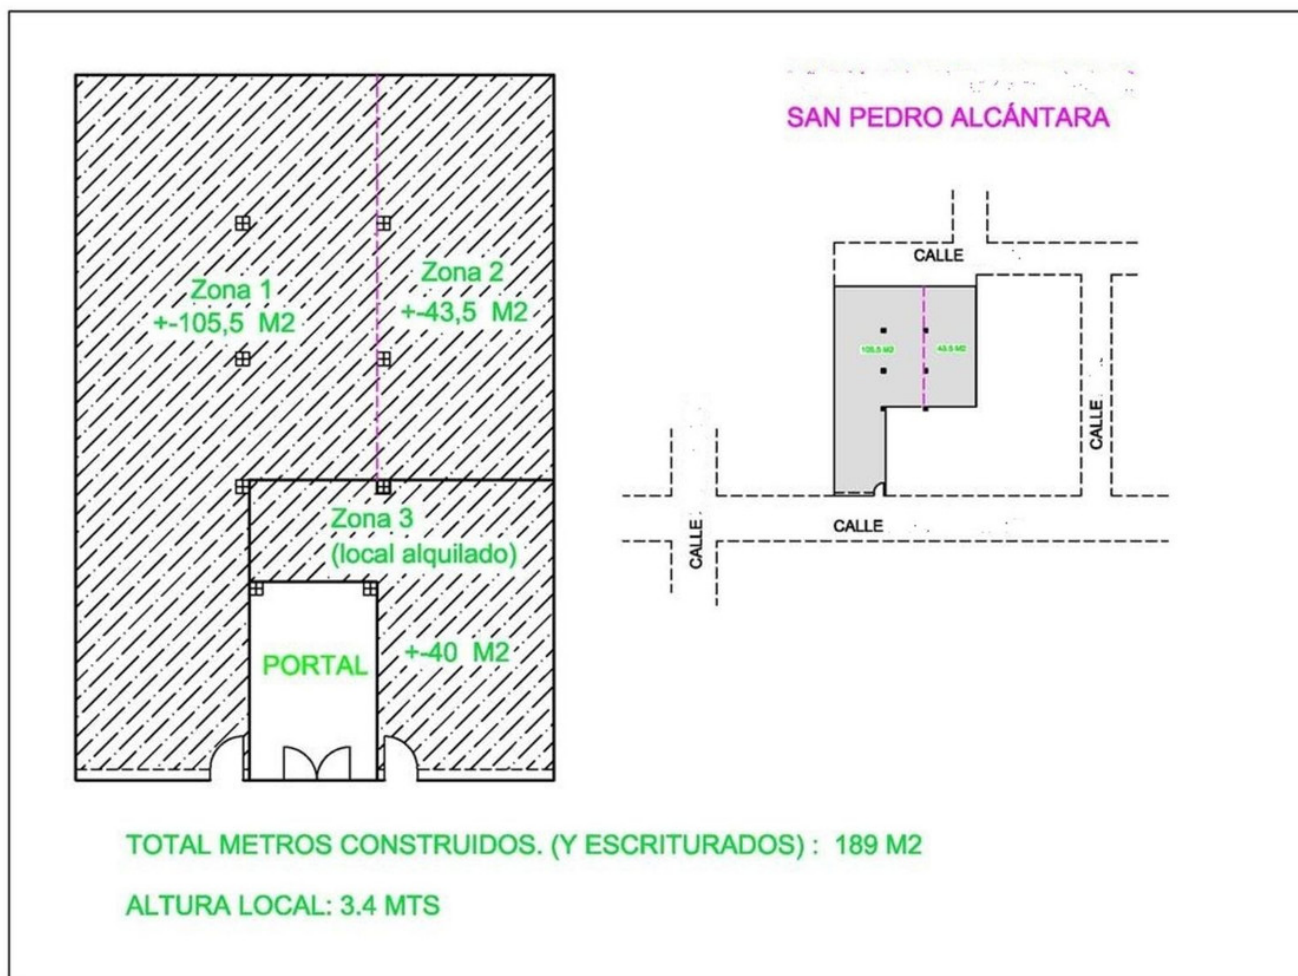 SAN PEDRO ALCÁNTARA
Zona 1
+-105,5 M2
Zona 2
+-43,5 M2
Zona 3
(local alquilado)
+-40 M2
PORTAL
CALLE
105,5 M2
43,5 M2
CALLE
CALLE
CALLE
TOTAL METROS CONSTRUIDOS. (Y ESCRITURADOS) : 189 M2
ALTURA LOCAL: 3.4 MTS